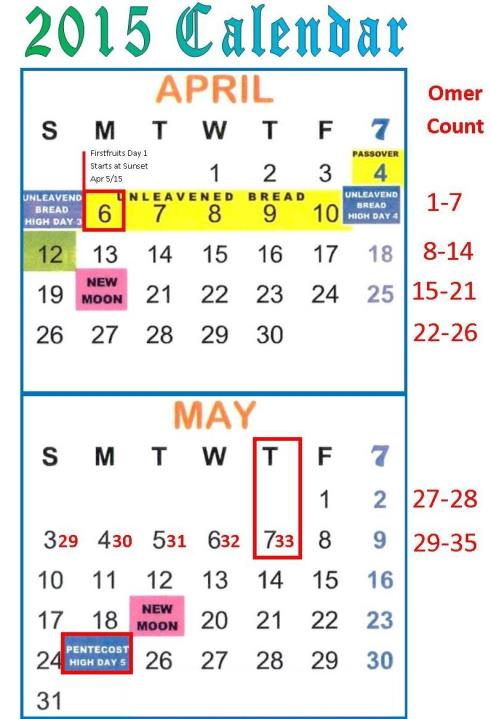 2015 Calendar
APRIL
Omer
Count
S M T W T F 7
Firstfruits Day 1
Starts at Sunset
Apr 5/15
PASSOVER
1 2 3 4
UNLEAVEND
BREAD
HIGH DAY 3
UNLEAVENED BREAD
6 7 8 9 10
UNLEAVEND
BREAD
HIGH DAY 4
1-7
12 13 14 15 16 17 18 8-14
19 NEW
MOON
21 22 23 24 25 15-21
26 27 28 29 30 22-26
MAY
S M T W T F 7
1 2 27-28
3 29 4 30 5 31 6 32 7 33 8 9 29-35
10 11 12 13 14 15 16
17 18 NEW
MOON
20 21 22 23
24 PENTECOST
HIGH DAY 5
26 27 28 29 30
31